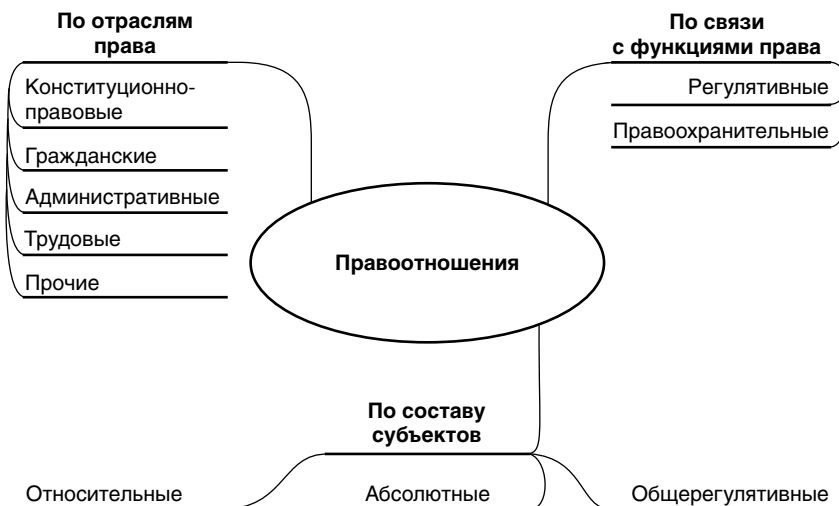 По отраслям
права
Конституционно-
правовые
Гражданские
Административные
Трудовые
Прочие
По связи
с функциями права
Регулятивные
Правоохранительные
Правоотношения
По составу
субъектов
Относительные
Абсолютные
Общерегулятивные